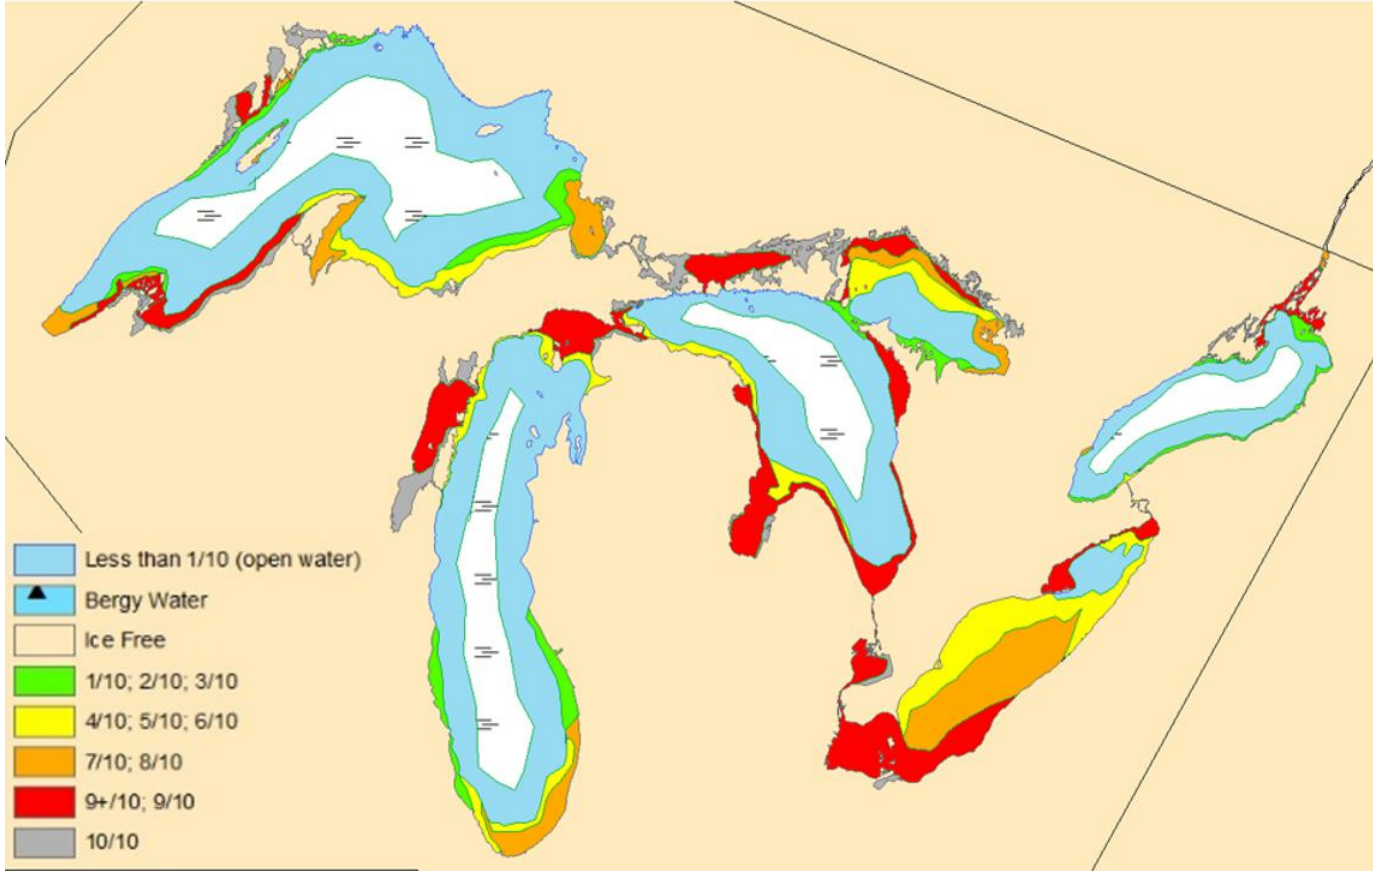 Less than 1/10 (open water)
Bergy Water
Ice Free
1/10; 2/10; 3/10
4/10; 5/10; 6/10
7/10; 8/10
9+/10; 9/10
10/10